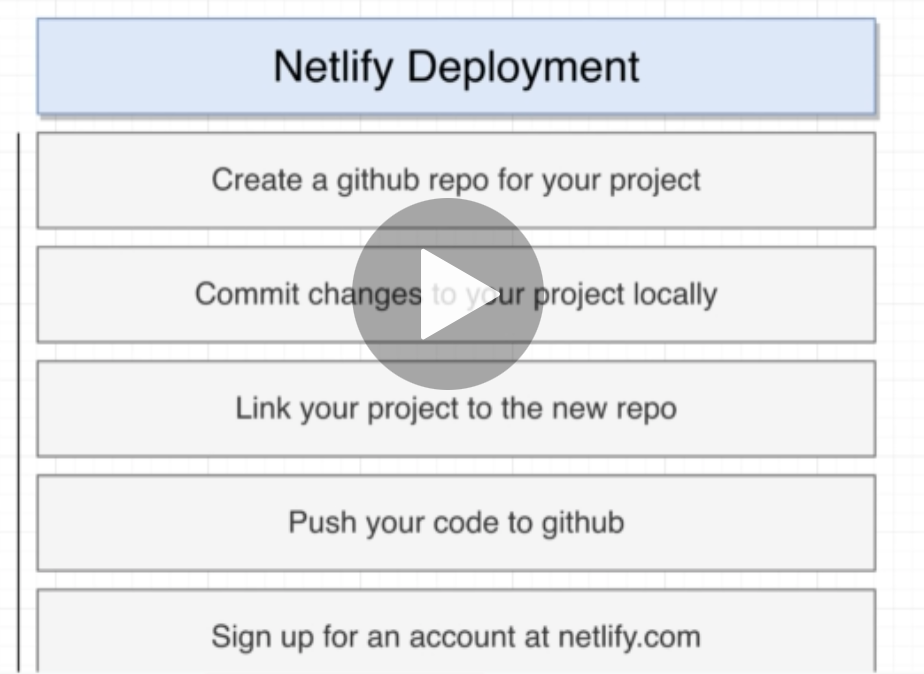 Netlify Deployment
Create a github repo for your project
Commit changes to your project locally
Link your project to the new repo
Push your code to github
Sign up for an account at netlify.com